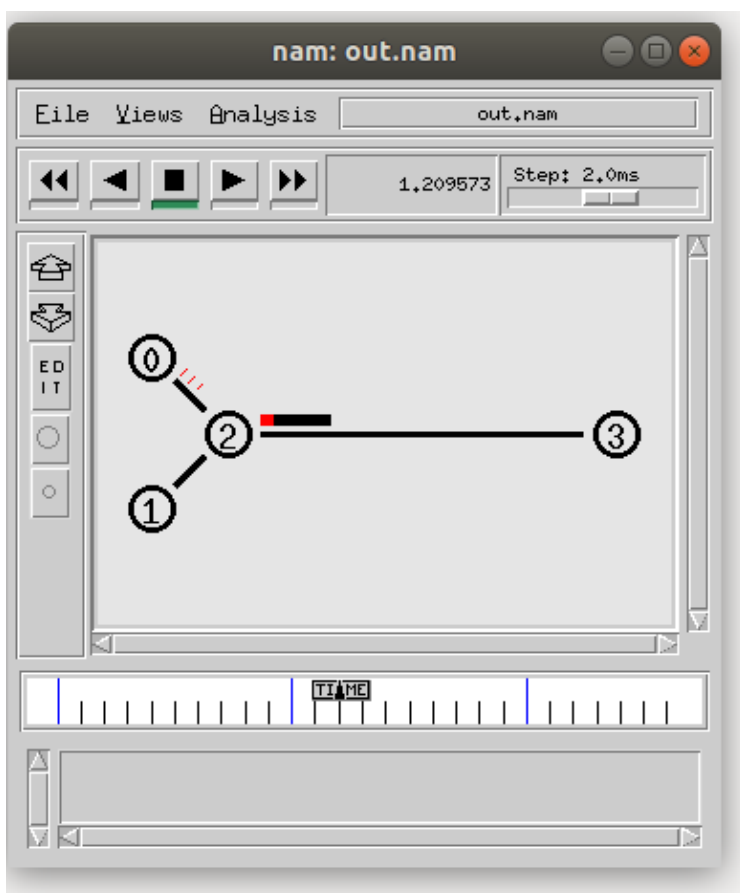 nam: out.nam
File Views Analysis out.nam
1.209573 Step: 2.0ms
ED
IT
0
2 3
1
TIME